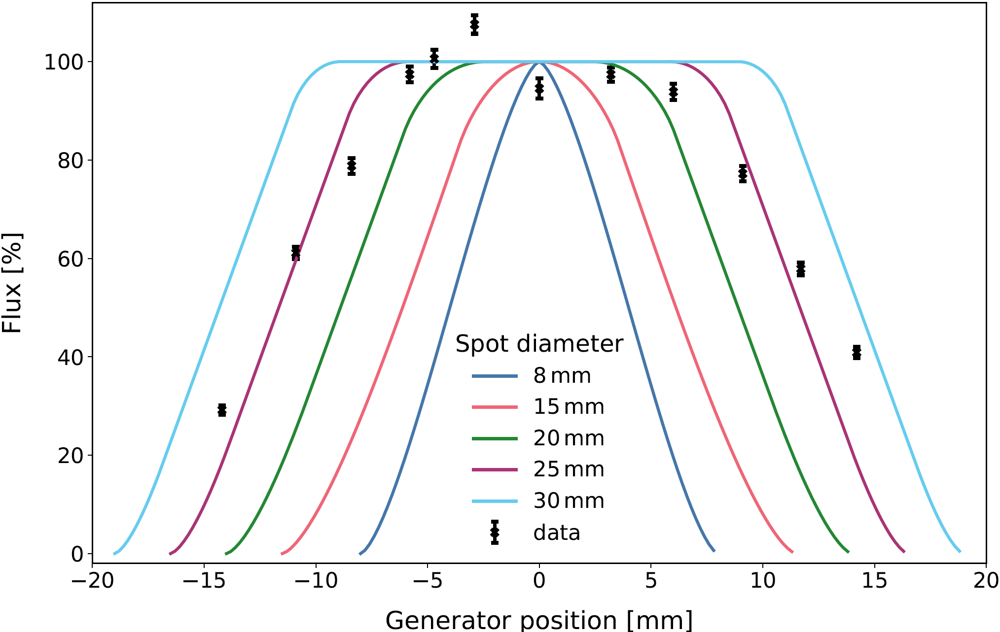 Flux [%]
100
80
60
40
20
0
Spot diameter
8 mm
15 mm
20 mm
25 mm
30 mm
data
−20 −15 −10 −5 0 5 10 15 20
Generator position [mm]